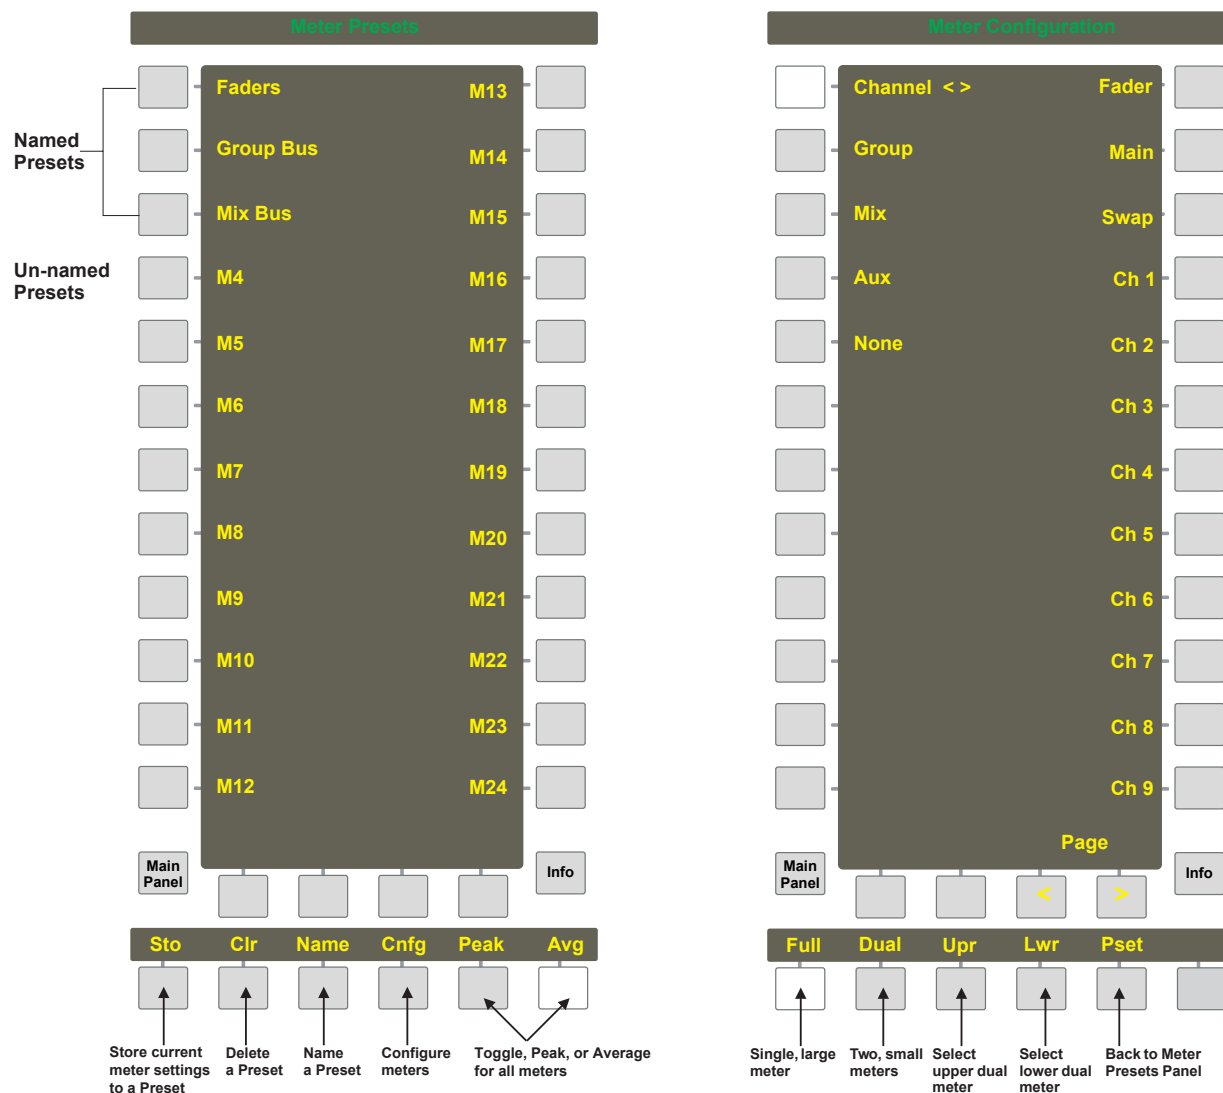 Meter Presets
Named
Presets
Un-named
Presets
Faders
Group Bus
Mix Bus
M4
M5
M6
M7
M8
M9
M10
M11
M12
M13
M14
M15
M16
M17
M18
M19
M20
M21
M22
M23
M24
Main
Panel
Info
Sto Clr Name Cnfg Peak Avg
Store current
meter settings
to a Preset
Delete
a Preset
Name
a Preset
Configure
meters
Toggle, Peak, or Average
for all meters
Meter Configuration
Channel < >
Group
Mix
Aux
None
Fader
Main
Swap
Ch 1
Ch 2
Ch 3
Ch 4
Ch 5
Ch 6
Ch 7
Ch 8
Ch 9
Page
Main
Panel
< >
Info
Full Dual Upr Lwr Pset
Single, large
meter
Two, small
meters
Select
upper dual
meter
Select
lower dual
meter
Back to Meter
Presets Panel